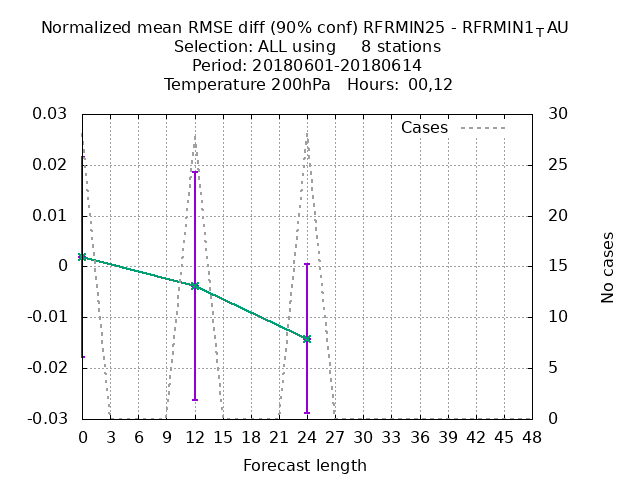 Normalized mean RMSE diff (90% conf) RFRMIN25 - RFRMIN1_TAU
Selection: ALL using 8 stations
Period: 20180601-20180614
Temperature 200hPa Hours: 00,12
Cases
0.03
0.02
0.01
0
-0.01
-0.02
-0.03
30
25
20
15
10
5
0
No cases
0 3 6 9 12 15 18 21 24 27 30 33 36 39 42 45 48
Forecast length